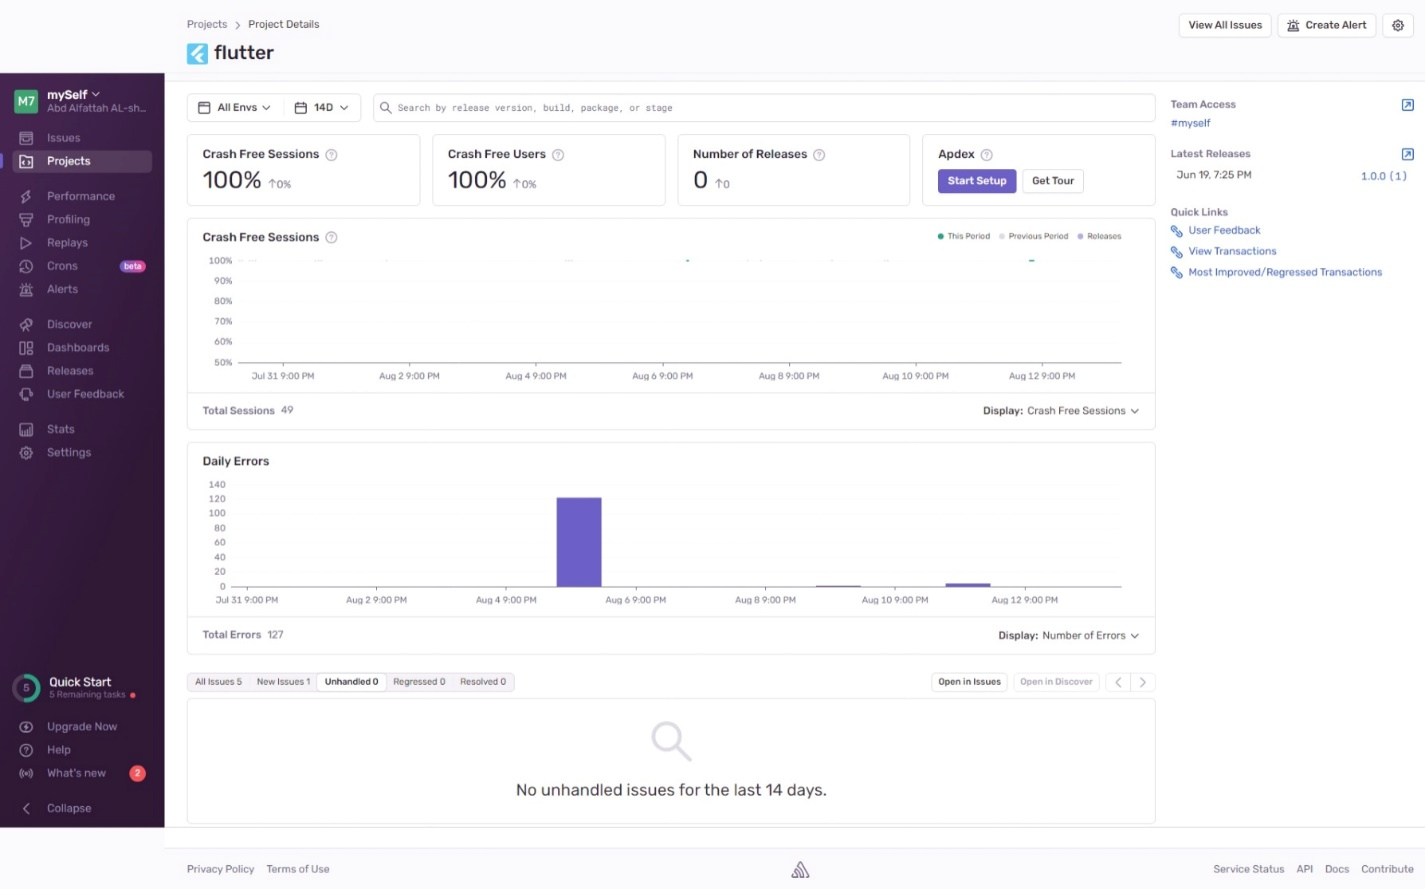 Projects > Project Details
View All Issues
Create Alert
flutter
M7
mySelf
Abd Alfattah AL-sh...
Issues
Projects
Performance
Profiling
Replays
Crons beta
Alerts
Discover
Dashboards
Releases
User Feedback
Stats
Settings
5
Quick Start
5 Remaining tasks
Upgrade Now
Help
What's new 2
Collapse
All Envs
14D
Search by release version, build, package, or stage
Crash Free Sessions ?
100% ↑0%
Crash Free Users ?
100% ↑0%
Number of Releases ?
0 ↑0
Apdex ?
Start Setup
Get Tour
Crash Free Sessions ?
This Period Previous Period Releases
100%
90%
80%
70%
60%
50%
Jul 31 9:00 PM Aug 2 9:00 PM Aug 4 9:00 PM Aug 6 9:00 PM Aug 8 9:00 PM Aug 10 9:00 PM Aug 12 9:00 PM
Total Sessions 49
Display: Crash Free Sessions
Daily Errors
140
120
100
80
60
40
20
0
Jul 31 9:00 PM Aug 2 9:00 PM Aug 4 9:00 PM Aug 6 9:00 PM Aug 8 9:00 PM Aug 10 9:00 PM Aug 12 9:00 PM
Total Errors 127
Display: Number of Errors
All Issues 5 New Issues 1 Unhandled 0 Regressed 0 Resolved 0
Open in Issues
Open in Discover
No unhandled issues for the last 14 days.
Team Access
#myself
Latest Releases
Jun 19, 7:25 PM 1.0.0 (1)
Quick Links
User Feedback
View Transactions
Most Improved/Regressed Transactions
Privacy Policy Terms of Use
Service Status API Docs Contribute